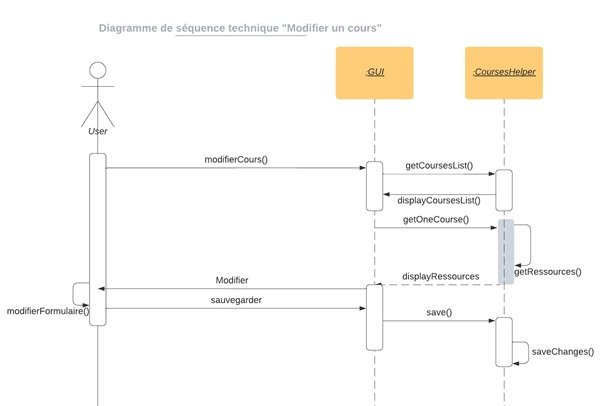 Diagramme de séquence technique "Modifier un cours"
:GUI
:CoursesHelper
User
modifierCours()
getCoursesList()
displayCoursesList()
getOneCourse()
getRessources()
displayRessources
Modifier
sauvegarder
modifierFormulaire()
save()
saveChanges()